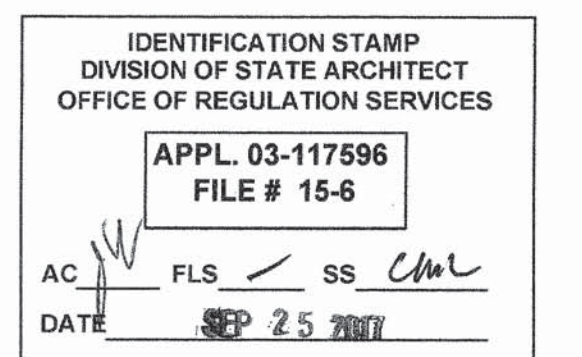 IDENTIFICATION STAMP
DIVISION OF STATE ARCHITECT
OFFICE OF REGULATION SERVICES
APPL. 03-117596
FILE # 15-6
AC FLS SS
DATE SEP 25 2017